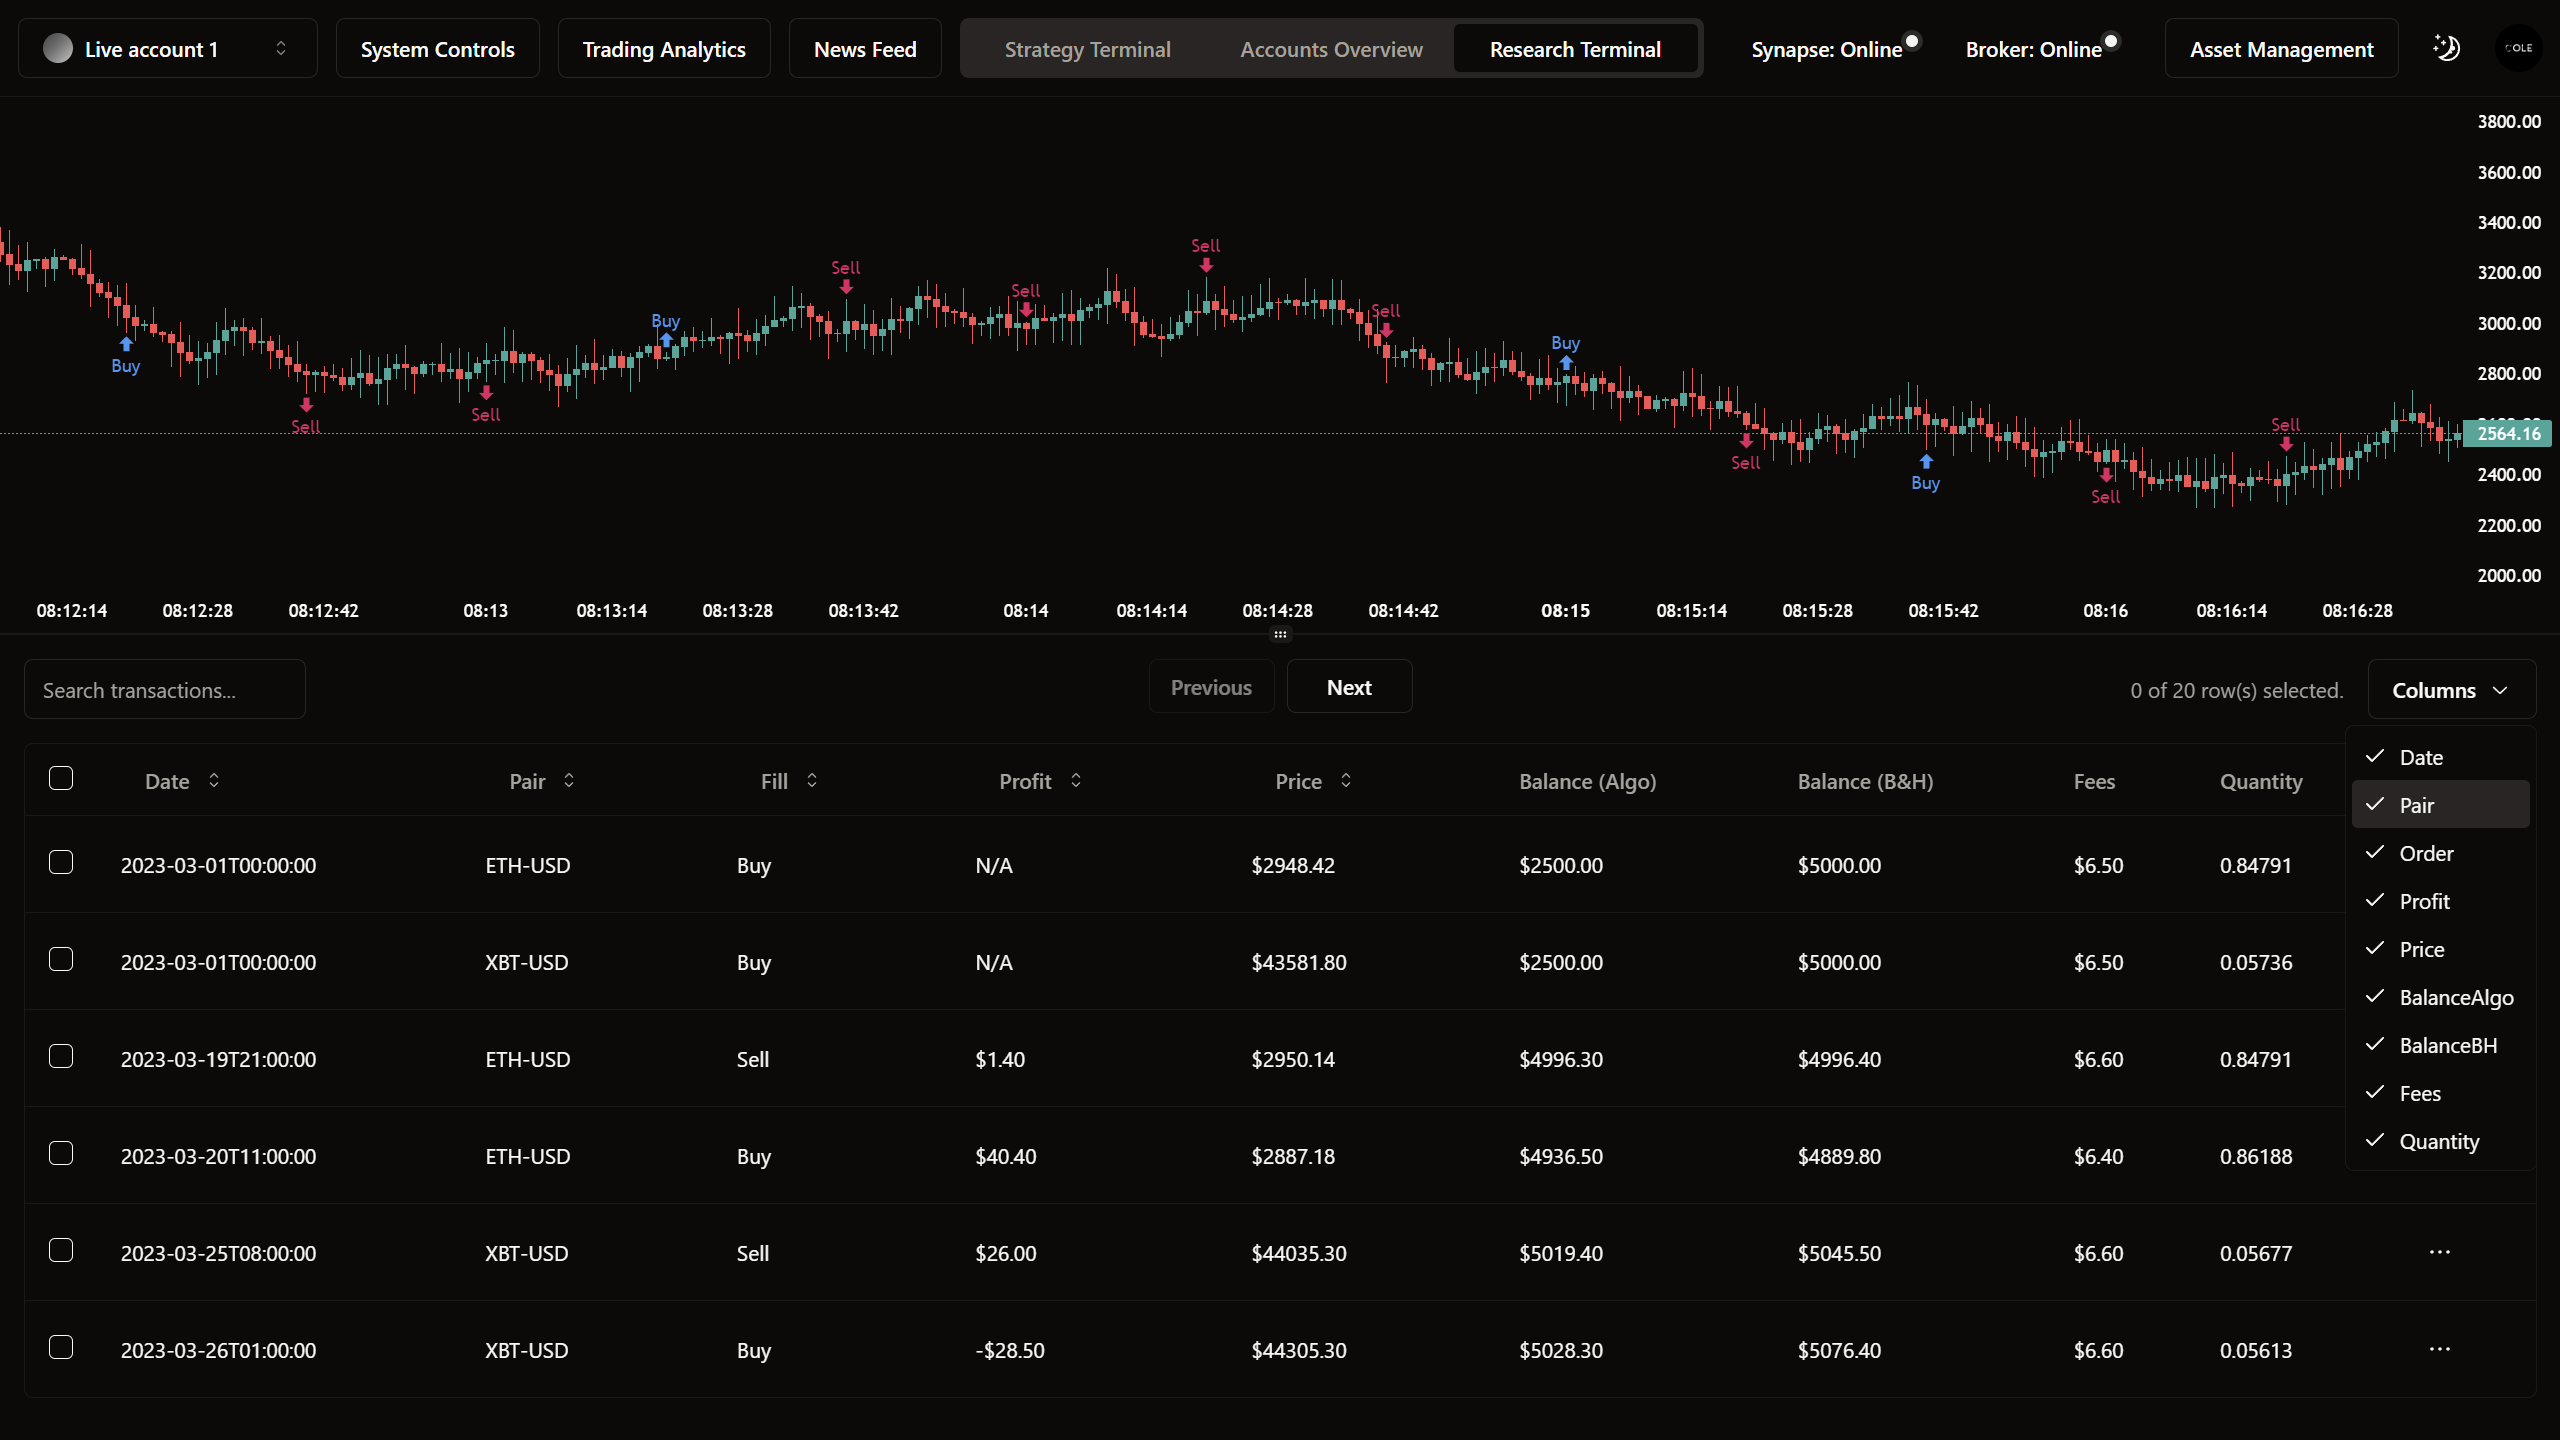 Live account 1
System Controls
Trading Analytics
News Feed
Strategy Terminal
Accounts Overview
Research Terminal
Synapse: Online
Broker: Online
Asset Management
COLE
3800.00
3600.00
3400.00
3200.00
3000.00
2800.00
2564.16
2400.00
2200.00
2000.00
Buy
Sell
Sell
Buy
Sell
Sell
Sell
Sell
Buy
Sell
Buy
Sell
Sell
08:12:14 08:12:28 08:12:42 08:13 08:13:14 08:13:28 08:13:42 08:14 08:14:14 08:14:28 08:14:42 08:15 08:15:14 08:15:28 08:15:42 08:16 08:16:14 08:16:28
Search transactions...
Previous
Next
0 of 20 row(s) selected.
Columns
Date Pair Fill Profit Price Balance (Algo) Balance (B&H) Fees Quantity
2023-03-01T00:00:00 ETH-USD Buy N/A $2948.42 $2500.00 $5000.00 $6.50 0.84791
2023-03-01T00:00:00 XBT-USD Buy N/A $43581.80 $2500.00 $5000.00 $6.50 0.05736
2023-03-19T21:00:00 ETH-USD Sell $1.40 $2950.14 $4996.30 $4996.40 $6.60 0.84791
2023-03-20T11:00:00 ETH-USD Buy $40.40 $2887.18 $4936.50 $4889.80 $6.40 0.86188
2023-03-25T08:00:00 XBT-USD Sell $26.00 $44035.30 $5019.40 $5045.50 $6.60 0.05677
2023-03-26T01:00:00 XBT-USD Buy -$28.50 $44305.30 $5028.30 $5076.40 $6.60 0.05613
Date
Pair
Order
Profit
Price
BalanceAlgo
BalanceBH
Fees
Quantity